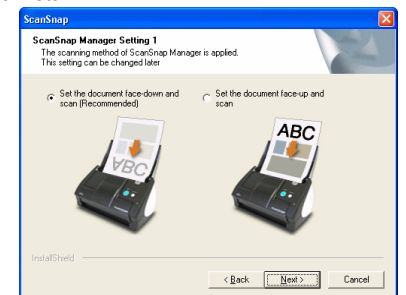 ScanSnap
ScanSnap Manager Setting 1
The scanning method of ScanSnap Manager is applied.
This setting can be changed later
Set the document face-down and
scan (Recommended)
Set the document face-up and
scan
ABC
ABC
InstallShield
< Back
Next >
Cancel